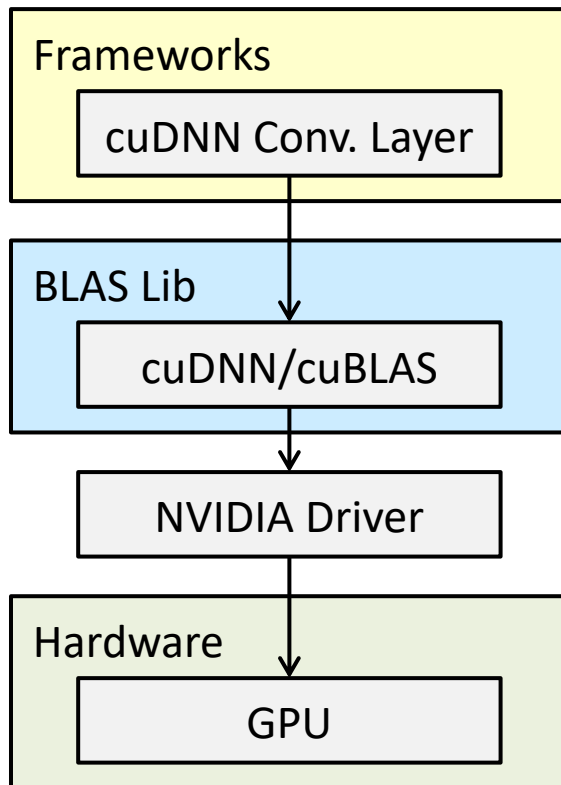 Frameworks
cuDNN Conv. Layer
BLAS Lib
cuDNN/cuBLAS
NVIDIA Driver
Hardware
GPU